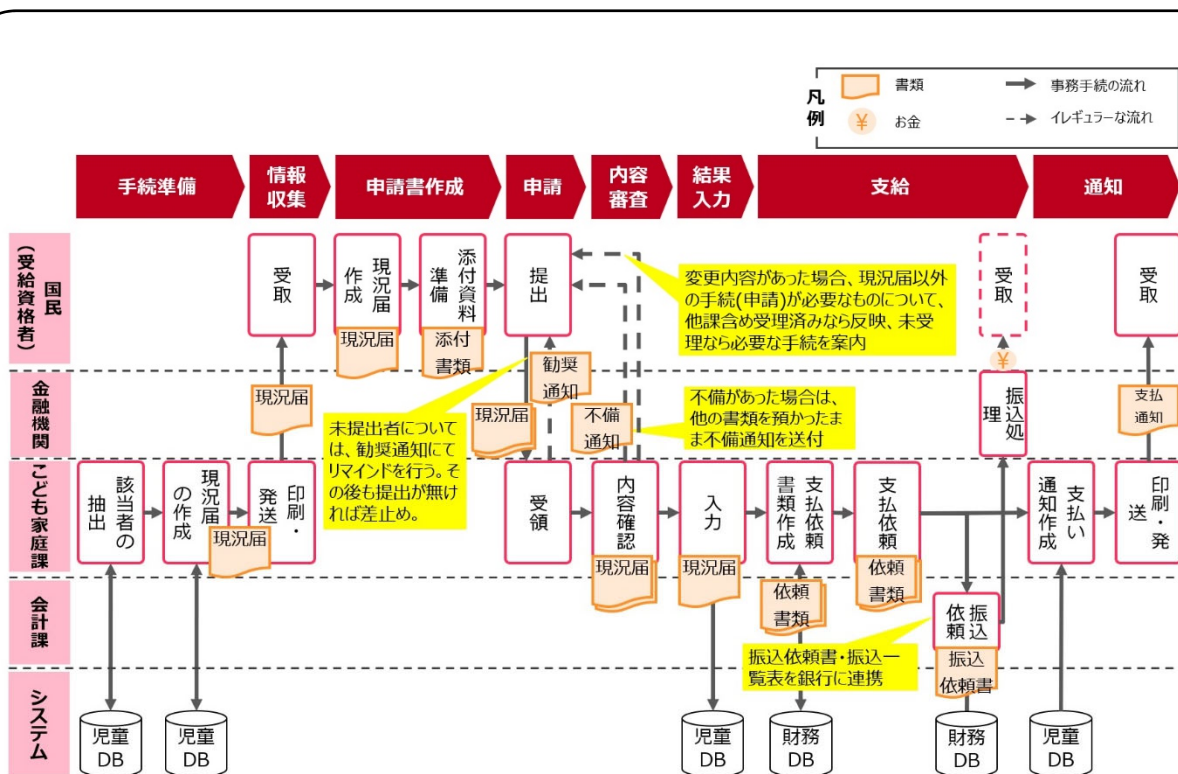 凡例
書類
事務手続の流れ
¥
お金
イレギュラーな流れ
手続準備
情報
収集
申請書作成
申請
内容
審査
結果
入力
支給
通知
国民
(受給資格者)
受取
現況届
作成
現況届
添付資料
準備
添付
書類
提出
変更内容があった場合、現況届以外
の手続(申請)が必要なものについて、
他課含め受理済みなら反映、未受
理なら必要な手続を案内
受取
¥
受取
金融機関
現況届
未提出者について
は、勧奨通知にて
リマインドを行う。そ
の後も提出が無け
れば差止め。
現況届
勧奨
通知
不備
通知
不備があった場合は、
他の書類を預かったま
ま不備通知を送付
振込処
理
支払
通知
こども家庭課
該当者の
抽出
現況届
の作成
現況届
印刷・
発送
受領
内容確認
現況届
入力
現況届
支払依頼
書類作成
依頼
書類
支払依頼
依頼
書類
支払い
通知作成
印刷・発
送
会計課
振込
依頼
振込
依頼書
振込依頼書・振込一
覧表を銀行に連携
システム
児童
DB
児童
DB
児童
DB
財務
DB
財務
DB
児童
DB